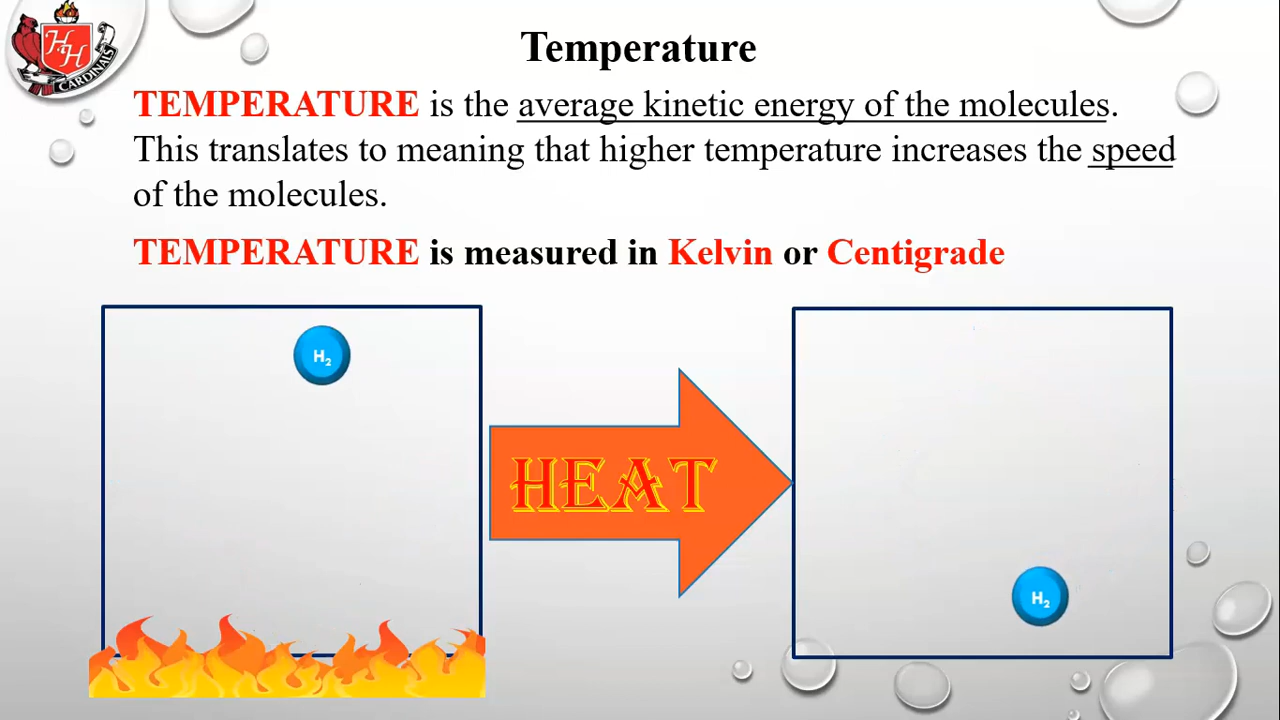 HH
CARDINALS
Temperature
TEMPERATURE is the average kinetic energy of the molecules.
This translates to meaning that higher temperature increases the speed
of the molecules.
TEMPERATURE is measured in Kelvin or Centigrade
H₂
HEAT
H₂